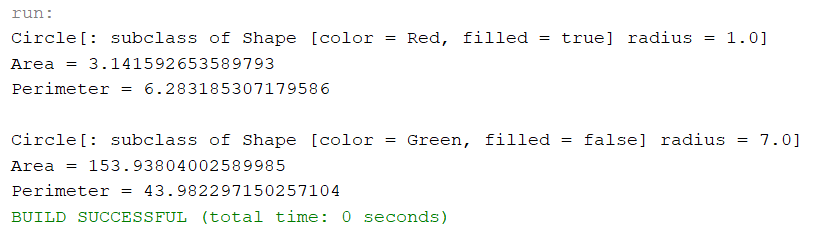 run:
Circle[: subclass of Shape [color = Red, filled = true] radius = 1.0]
Area = 3.141592653589793
Perimeter = 6.283185307179586

Circle[: subclass of Shape [color = Green, filled = false] radius = 7.0]
Area = 153.93804002589985
Perimeter = 43.982297150257104
BUILD SUCCESSFUL (total time: 0 seconds)